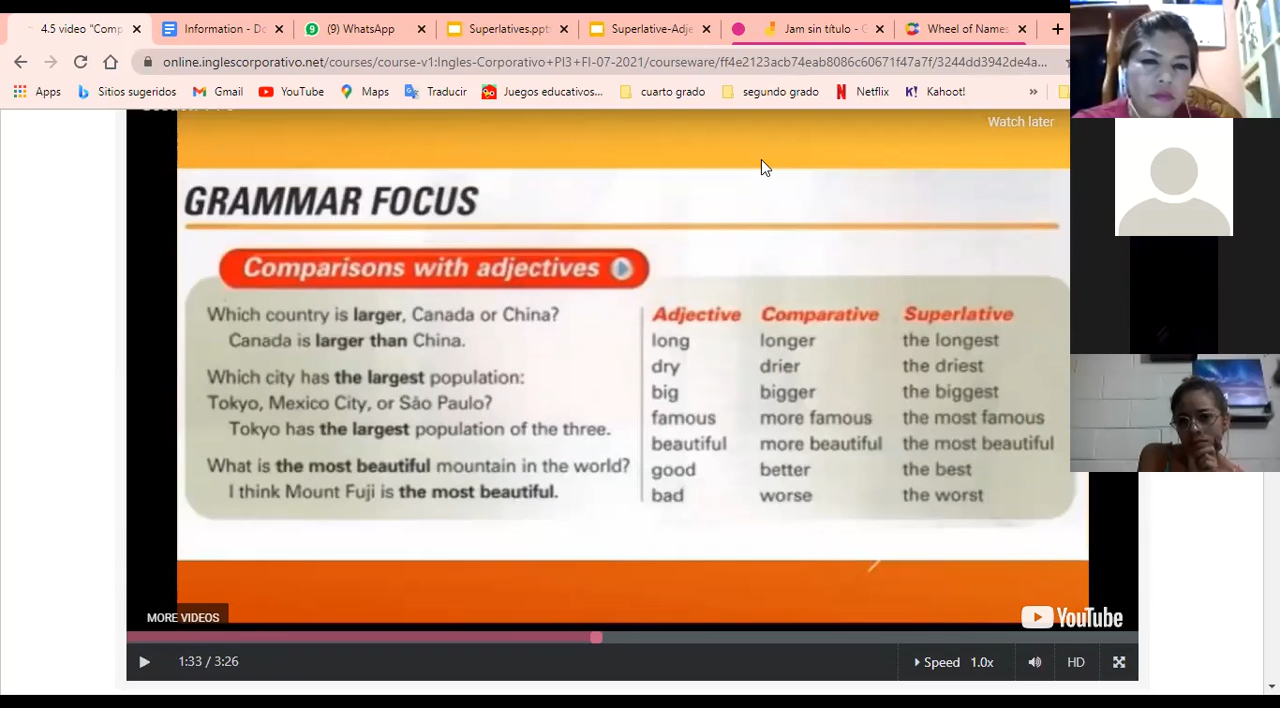 4.5 video "Comp
Information - Do
(9) WhatsApp
Superlatives.ppt
Superlative-Adje
Jam sin título - G
Wheel of Names
online.inglescorporativo.net/courses/course-v1:Ingles-Corporativo+PI3+FI-07-2021/courseware/ff4e2123acb74eab8086c60671f47a7f/3244dd3942de4a...
Apps
Sitios sugeridos
Gmail
YouTube
Maps
Traducir
Juegos educativos...
cuarto grado
segundo grado
Netflix
K! Kahoot!
»
Watch later
GRAMMAR FOCUS
Comparisons with adjectives
Which country is larger, Canada or China?
Canada is larger than China.
Which city has the largest population:
Tokyo, Mexico City, or São Paulo?
Tokyo has the largest population of the three.
What is the most beautiful mountain in the world?
I think Mount Fuji is the most beautiful.
Adjective Comparative Superlative
long longer the longest
dry drier the driest
big bigger the biggest
famous more famous the most famous
beautiful more beautiful the most beautiful
good better the best
bad worse the worst
MORE VIDEOS
YouTube
1:33 / 3:26
Speed 1.0x
HD